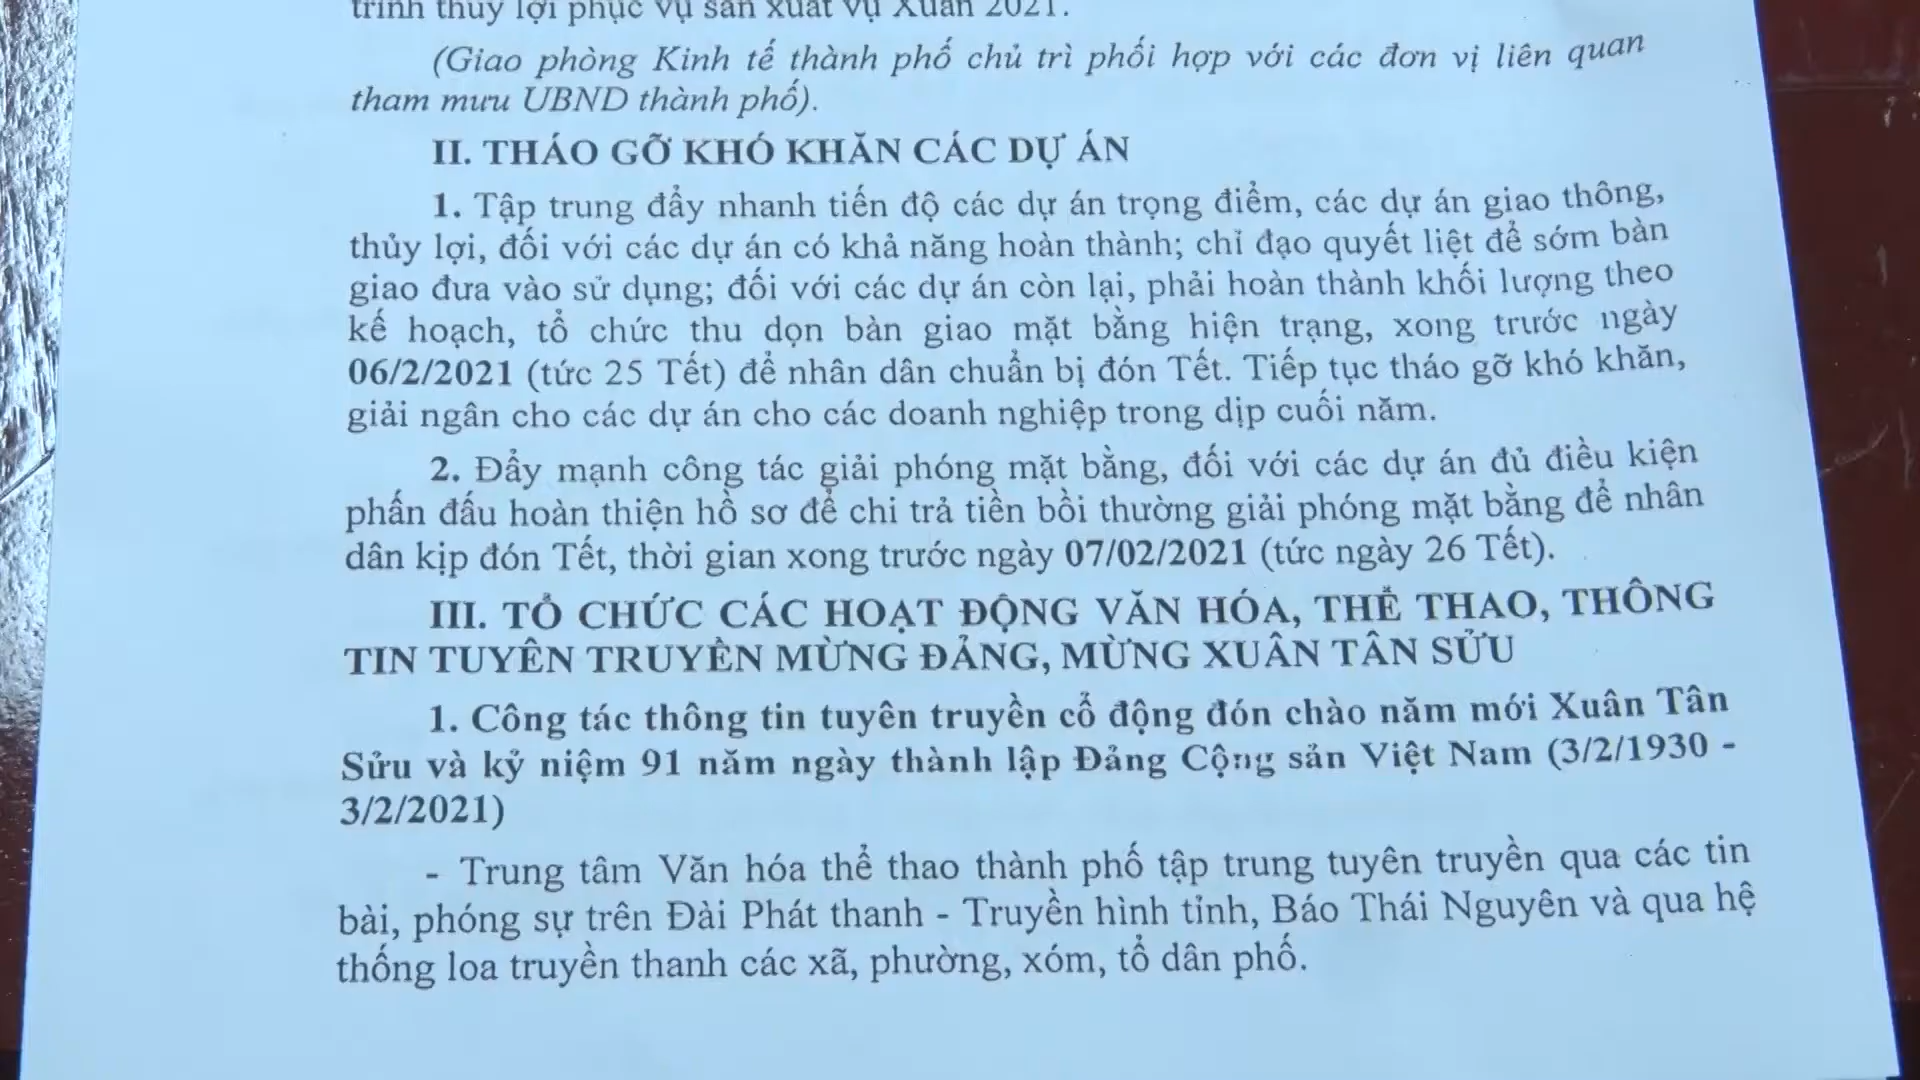 trình thủy lợi phục vụ sản xuất vụ Xuân 2021.
(Giao phòng Kinh tế thành phố chủ trì phối hợp với các đơn vị liên quan
tham mưu UBND thành phố).
II. THÁO GỠ KHÓ KHĂN CÁC DỰ ÁN
1. Tập trung đẩy nhanh tiến độ các dự án trọng điểm, các dự án giao thông,
thủy lợi, đối với các dự án có khả năng hoàn thành; chỉ đạo quyết liệt để sớm bàn
giao đưa vào sử dụng; đối với các dự án còn lại, phải hoàn thành khối lượng theo
kế hoạch, tổ chức thu dọn bàn giao mặt bằng hiện trạng, xong trước ngày
06/2/2021 (tức 25 Tết) để nhân dân chuẩn bị đón Tết. Tiếp tục tháo gỡ khó khăn,
giải ngân cho các dự án cho các doanh nghiệp trong dịp cuối năm.
2. Đẩy mạnh công tác giải phóng mặt bằng, đối với các dự án đủ điều kiện
phấn đấu hoàn thiện hồ sơ để chi trả tiền bồi thường giải phóng mặt bằng để nhân
dân kịp đón Tết, thời gian xong trước ngày 07/02/2021 (tức ngày 26 Tết).
III. TỔ CHỨC CÁC HOẠT ĐỘNG VĂN HÓA, THỂ THAO, THÔNG
TIN TUYÊN TRUYỀN MỪNG ĐẢNG, MỪNG XUÂN TÂN SỬU
1. Công tác thông tin tuyên truyền cổ động đón chào năm mới Xuân Tân
Sửu và kỷ niệm 91 năm ngày thành lập Đảng Cộng sản Việt Nam (3/2/1930 -
3/2/2021)
- Trung tâm Văn hóa thể thao thành phố tập trung tuyên truyền qua các tin
bài, phóng sự trên Đài Phát thanh - Truyền hình tỉnh, Báo Thái Nguyên và qua hệ
thống loa truyền thanh các xã, phường, xóm, tổ dân phố.